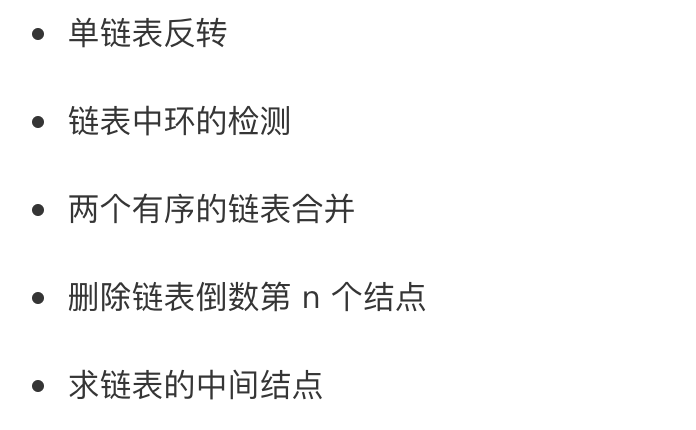 • 单链表反转
• 链表中环的检测
• 两个有序的链表合并
• 删除链表倒数第 n 个结点
• 求链表的中间结点